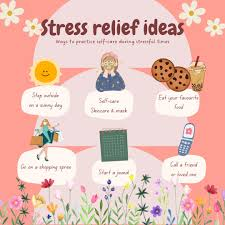 Stress relief ideas
Ways to practice self-care during stressful times
Step outside
on a sunny day
Self-care
Skincare & mask
Eat your favourite
food
Go on a shopping spree
Start a jounal
Call a friend
or loved one